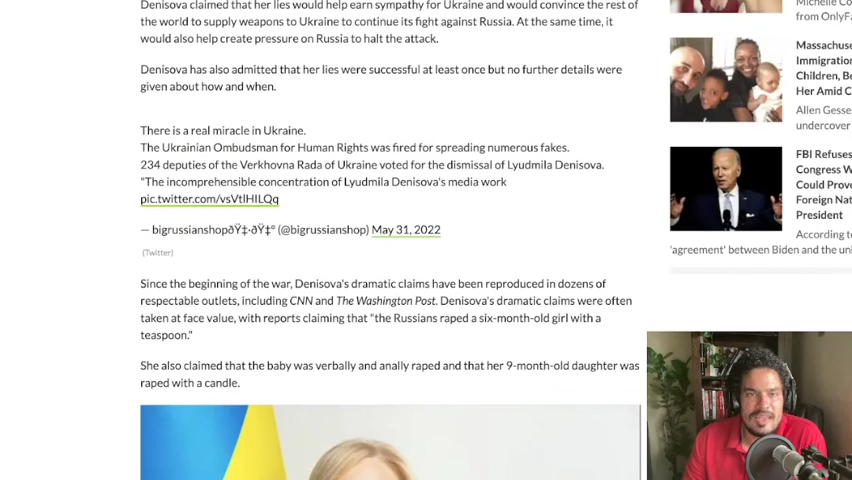 Denisova claimed that her lies would help earn sympathy for Ukraine and would convince the rest of
the world to supply weapons to Ukraine to continue its fight against Russia. At the same time, it
would also help create pressure on Russia to halt the attack.
Denisova has also admitted that her lies were successful at least once but no further details were
given about how and when.
There is a real miracle in Ukraine.
The Ukrainian Ombudsman for Human Rights was fired for spreading numerous fakes.
234 deputies of the Verkhovna Rada of Ukraine voted for the dismissal of Lyudmila Denisova.
"The incomprehensible concentration of Lyudmila Denisova's media work
pic.twitter.com/vsVtlHILQq
— bigrussianshopðŸ‡·ðŸ‡º (@bigrussianshop) May 31, 2022
(Twitter)
Since the beginning of the war, Denisova's dramatic claims have been reproduced in dozens of
respectable outlets, including CNN and The Washington Post. Denisova's dramatic claims were often
taken at face value, with reports claiming that "the Russians raped a six-month-old girl with a
teaspoon."
She also claimed that the baby was verbally and anally raped and that her 9-month-old daughter was
raped with a candle.
Michelle Co
from OnlyFa
Massachuse
Immigration
Children, Be
Her Amid C
Allen Gesse
undercover
FBI Refuses
Congress W
Could Prove
Foreign Nat
President
According to
'agreement' between Biden and the un